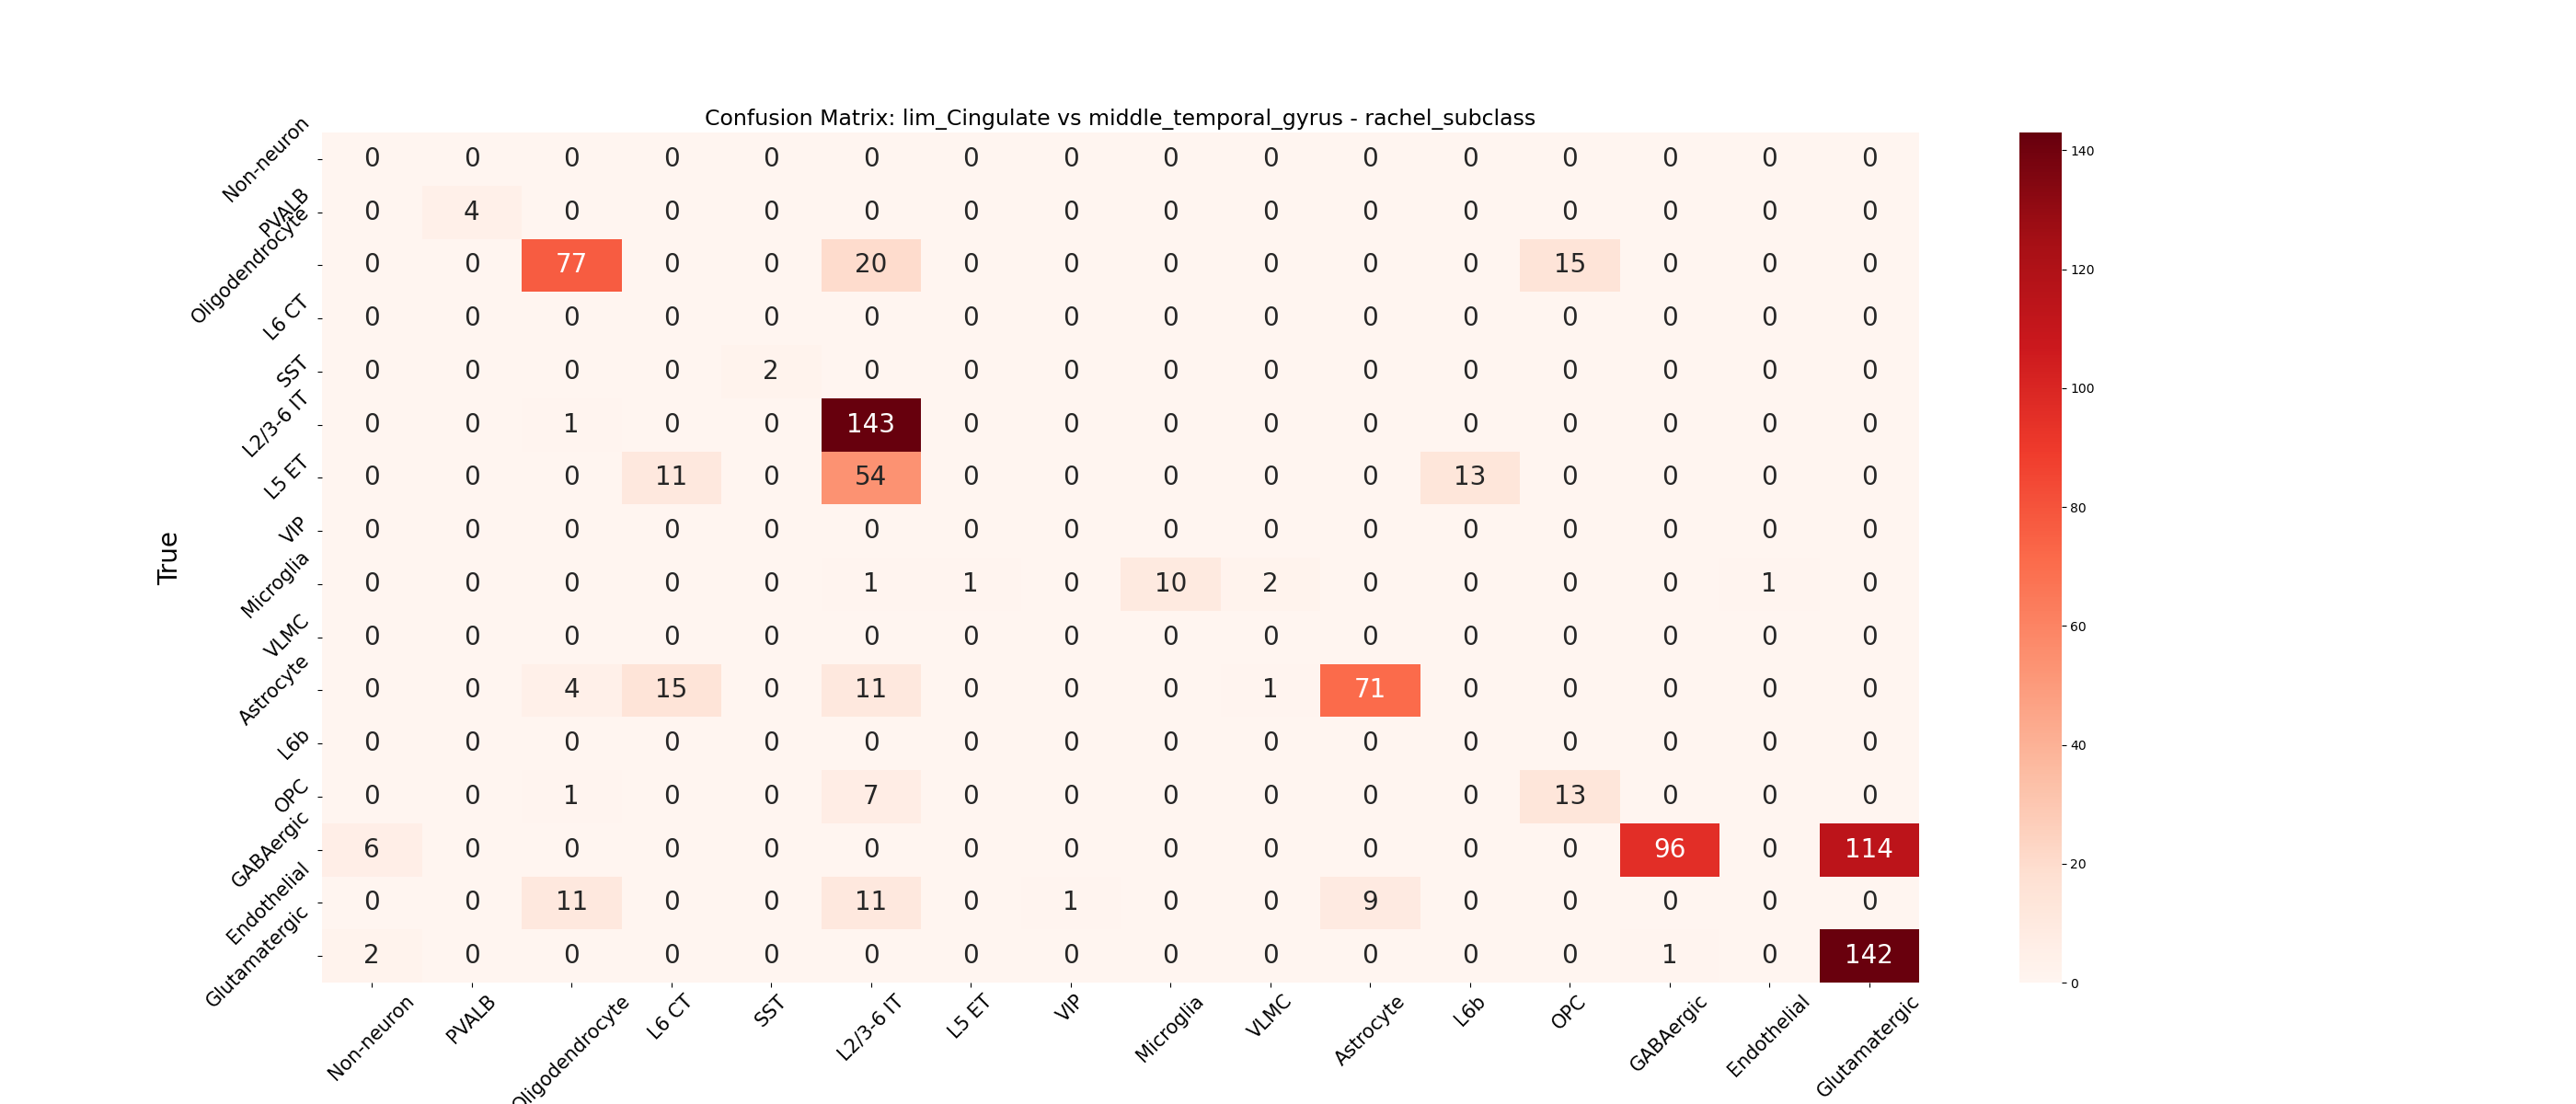 Confusion Matrix: lim_Cingulate vs middle_temporal_gyrus - rachel_subclass
Non-neuron 0 0 0 0 0 0 0 0 0 0 0 0 0 0 0 0
PVALB 0 4 0 0 0 0 0 0 0 0 0 0 0 0 0 0
Oligodendrocyte 0 0 77 0 0 20 0 0 0 0 0 0 15 0 0 0
L6 CT 0 0 0 0 0 0 0 0 0 0 0 0 0 0 0 0
SST 0 0 0 0 2 0 0 0 0 0 0 0 0 0 0 0
L2/3-6 IT 0 0 1 0 0 143 0 0 0 0 0 0 0 0 0 0
L5 ET 0 0 0 11 0 54 0 0 0 0 0 13 0 0 0 0
VIP 0 0 0 0 0 0 0 0 0 0 0 0 0 0 0 0
Microglia 0 0 0 0 0 1 1 0 10 2 0 0 0 0 1 0
VLMC 0 0 0 0 0 0 0 0 0 0 0 0 0 0 0 0
Astrocyte 0 0 4 15 0 11 0 0 0 1 71 0 0 0 0 0
L6b 0 0 0 0 0 0 0 0 0 0 0 0 0 0 0 0
OPC 0 0 1 0 0 7 0 0 0 0 0 0 13 0 0 0
GABAergic 6 0 0 0 0 0 0 0 0 0 0 0 0 96 0 114
Endothelial 0 0 11 0 0 11 0 1 0 0 9 0 0 0 0 0
Glutamatergic 2 0 0 0 0 0 0 0 0 0 0 0 0 1 0 142
True
Non-neuron PVALB Oligodendrocyte L6 CT SST L2/3-6 IT L5 ET VIP Microglia VLMC Astrocyte L6b OPC GABAergic Endothelial Glutamatergic
140
120
100
80
60
40
20
0